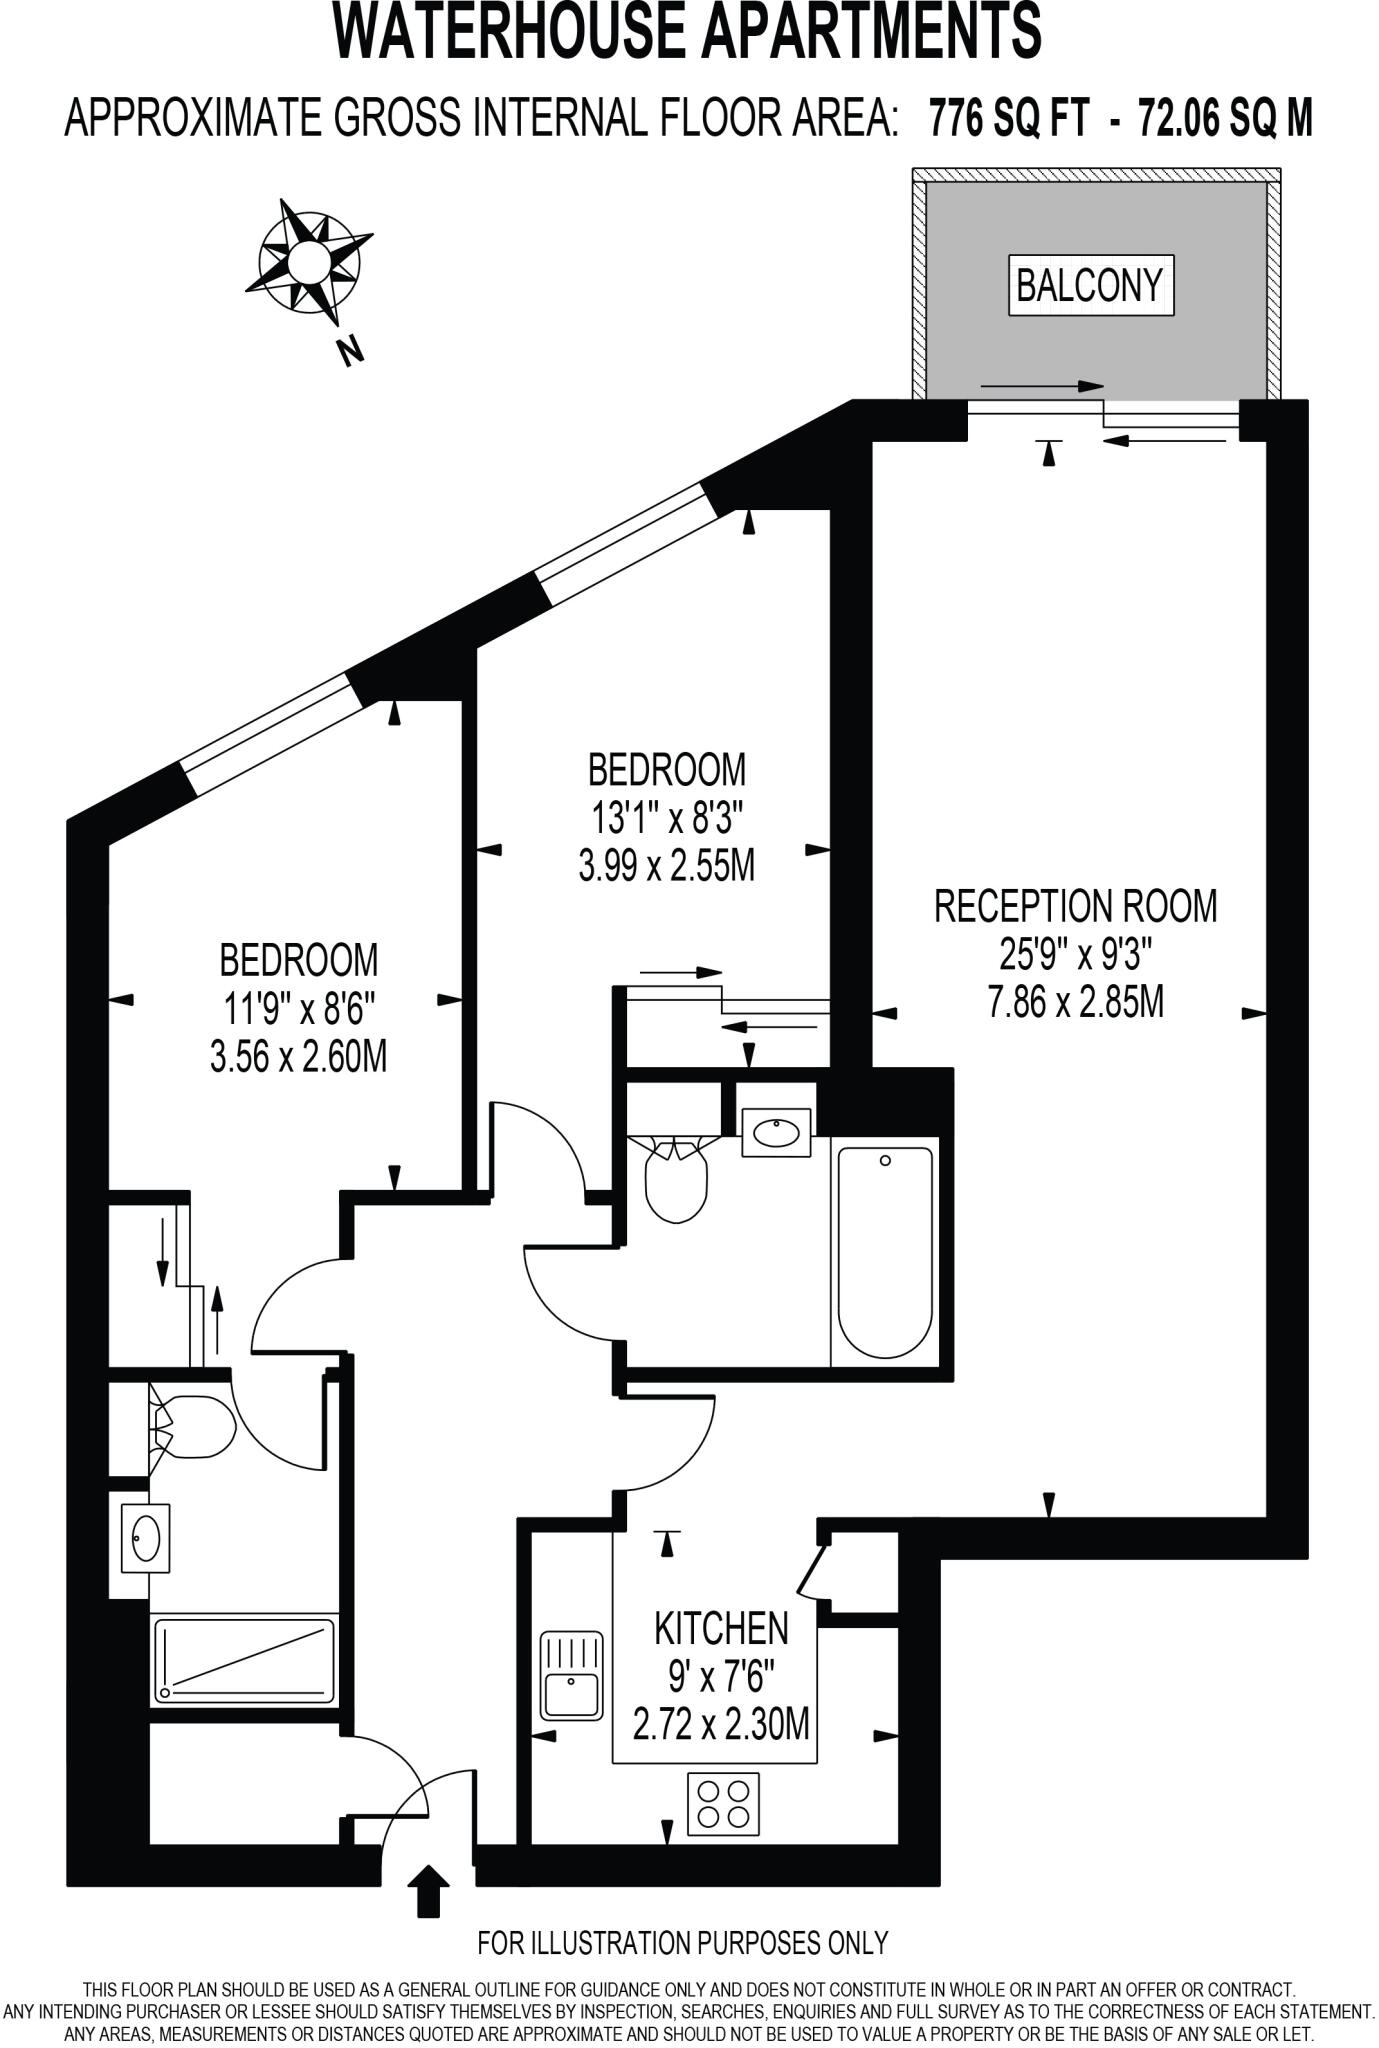 WATERHOUSE APARTMENTS
APPROXIMATE GROSS INTERNAL FLOOR AREA: 776 SQ FT - 72.06 SQ M
BALCONY
N
BEDROOM
13'1" x 8'3"
3.99 x 2.55M
RECEPTION ROOM
25'9" x 9'3"
7.86 x 2.85M
BEDROOM
11'9" x 8'6"
3.56 x 2.60M
KITCHEN
9' x 7'6"
2.72 x 2.30M
FOR ILLUSTRATION PURPOSES ONLY
THIS FLOOR PLAN SHOULD BE USED AS A GENERAL OUTLINE FOR GUIDANCE ONLY AND DOES NOT CONSTITUTE IN WHOLE OR IN PART AN OFFER OR CONTRACT.
ANY INTENDING PURCHASER OR LESSEE SHOULD SATISFY THEMSELVES BY INSPECTION, SEARCHES, ENQUIRIES AND FULL SURVEY AS TO THE CORRECTNESS OF EACH STATEMENT.
ANY AREAS, MEASUREMENTS OR DISTANCES QUOTED ARE APPROXIMATE AND SHOULD NOT BE USED TO VALUE A PROPERTY OR BE THE BASIS OF ANY SALE OR LET.